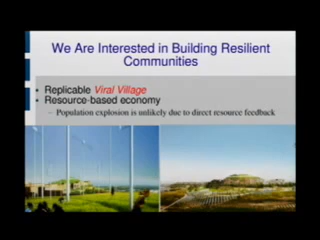 We Are Interested in Building Resilient
Communities
• Replicable Viral Village
• Resource-based economy
– Population explosion is unlikely due to direct resource feedback